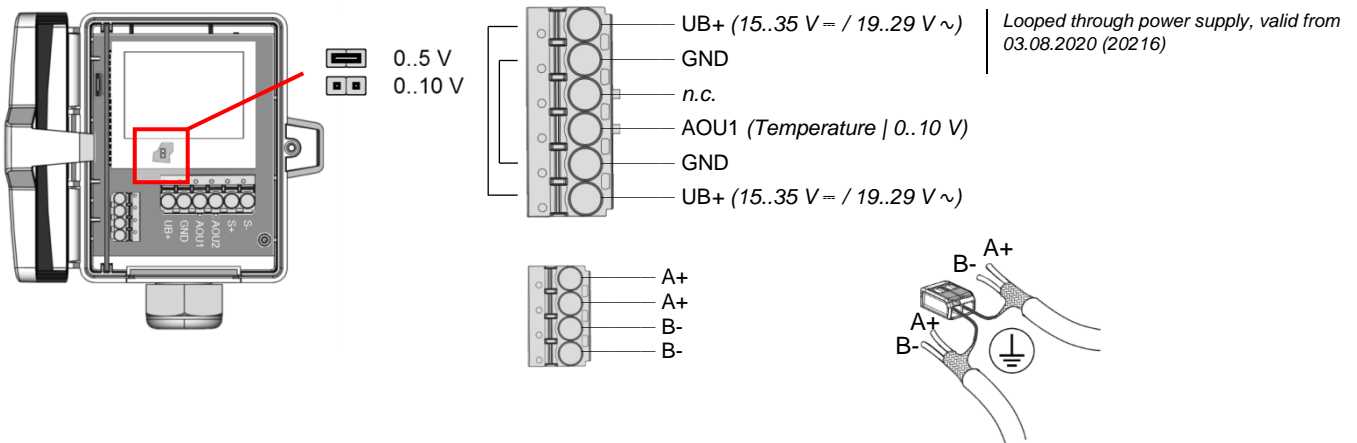 0..5 V
0..10 V
UB+
GND
AOU1
AOU2
S+
S-
UB+ (15..35 V ⎓ / 19..29 V ∿)
GND
n.c.
AOU1 (Temperature | 0..10 V)
GND
UB+ (15..35 V ⎓ / 19..29 V ∿)
Looped through power supply, valid from
03.08.2020 (20216)
A+
A+
B-
B-
B- A+
A+
B-